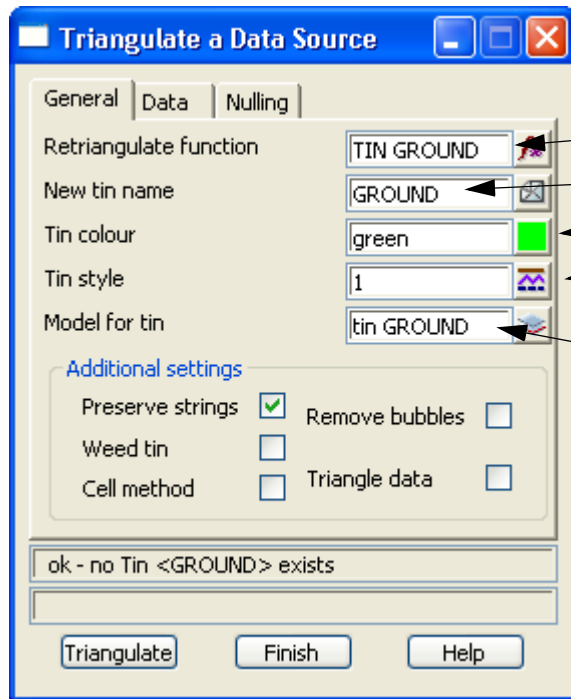 Triangulate a Data Source
General Data Nulling
Retriangulate function TIN GROUND
New tin name GROUND
Tin colour green
Tin style 1
Model for tin tin GROUND
Additional settings
Preserve strings Remove bubbles
Weed tin
Cell method Triangle data
ok - no Tin <GROUND> exists
Triangulate Finish Help